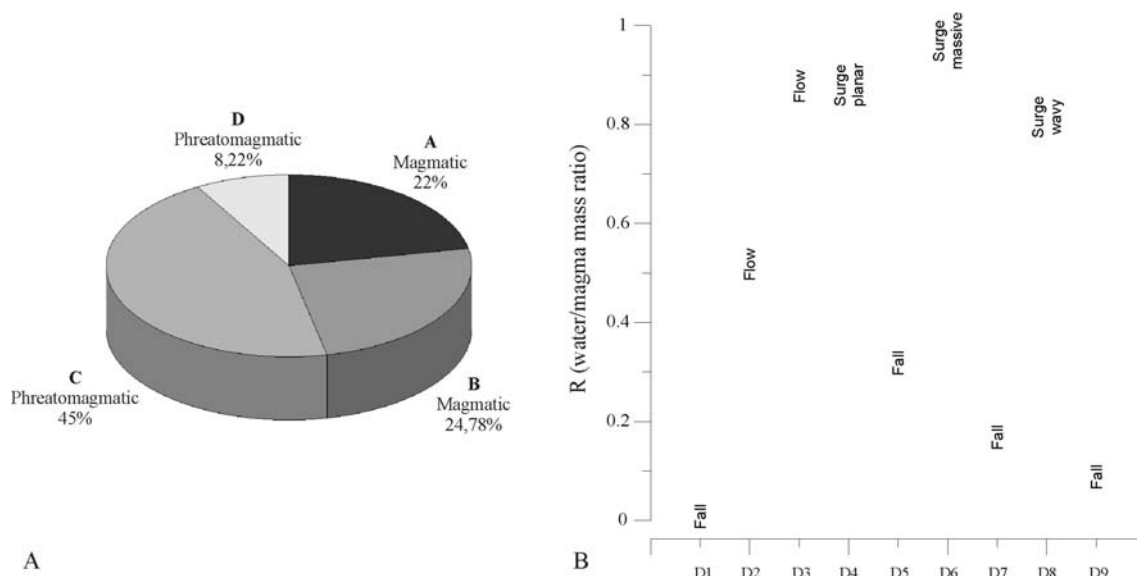 D
Phreatomagmatic
8,22%
A
Magmatic
22%
C
Phreatomagmatic
45%
B
Magmatic
24,78%
A
R (water/magma mass ratio)
1
0.8
0.6
0.4
0.2
0
Fall
Flow
Flow
Surge
planar
Fall
Surge
massive
Fall
Surge
wavy
Fall
D1 D2 D3 D4 D5 D6 D7 D8 D9
B